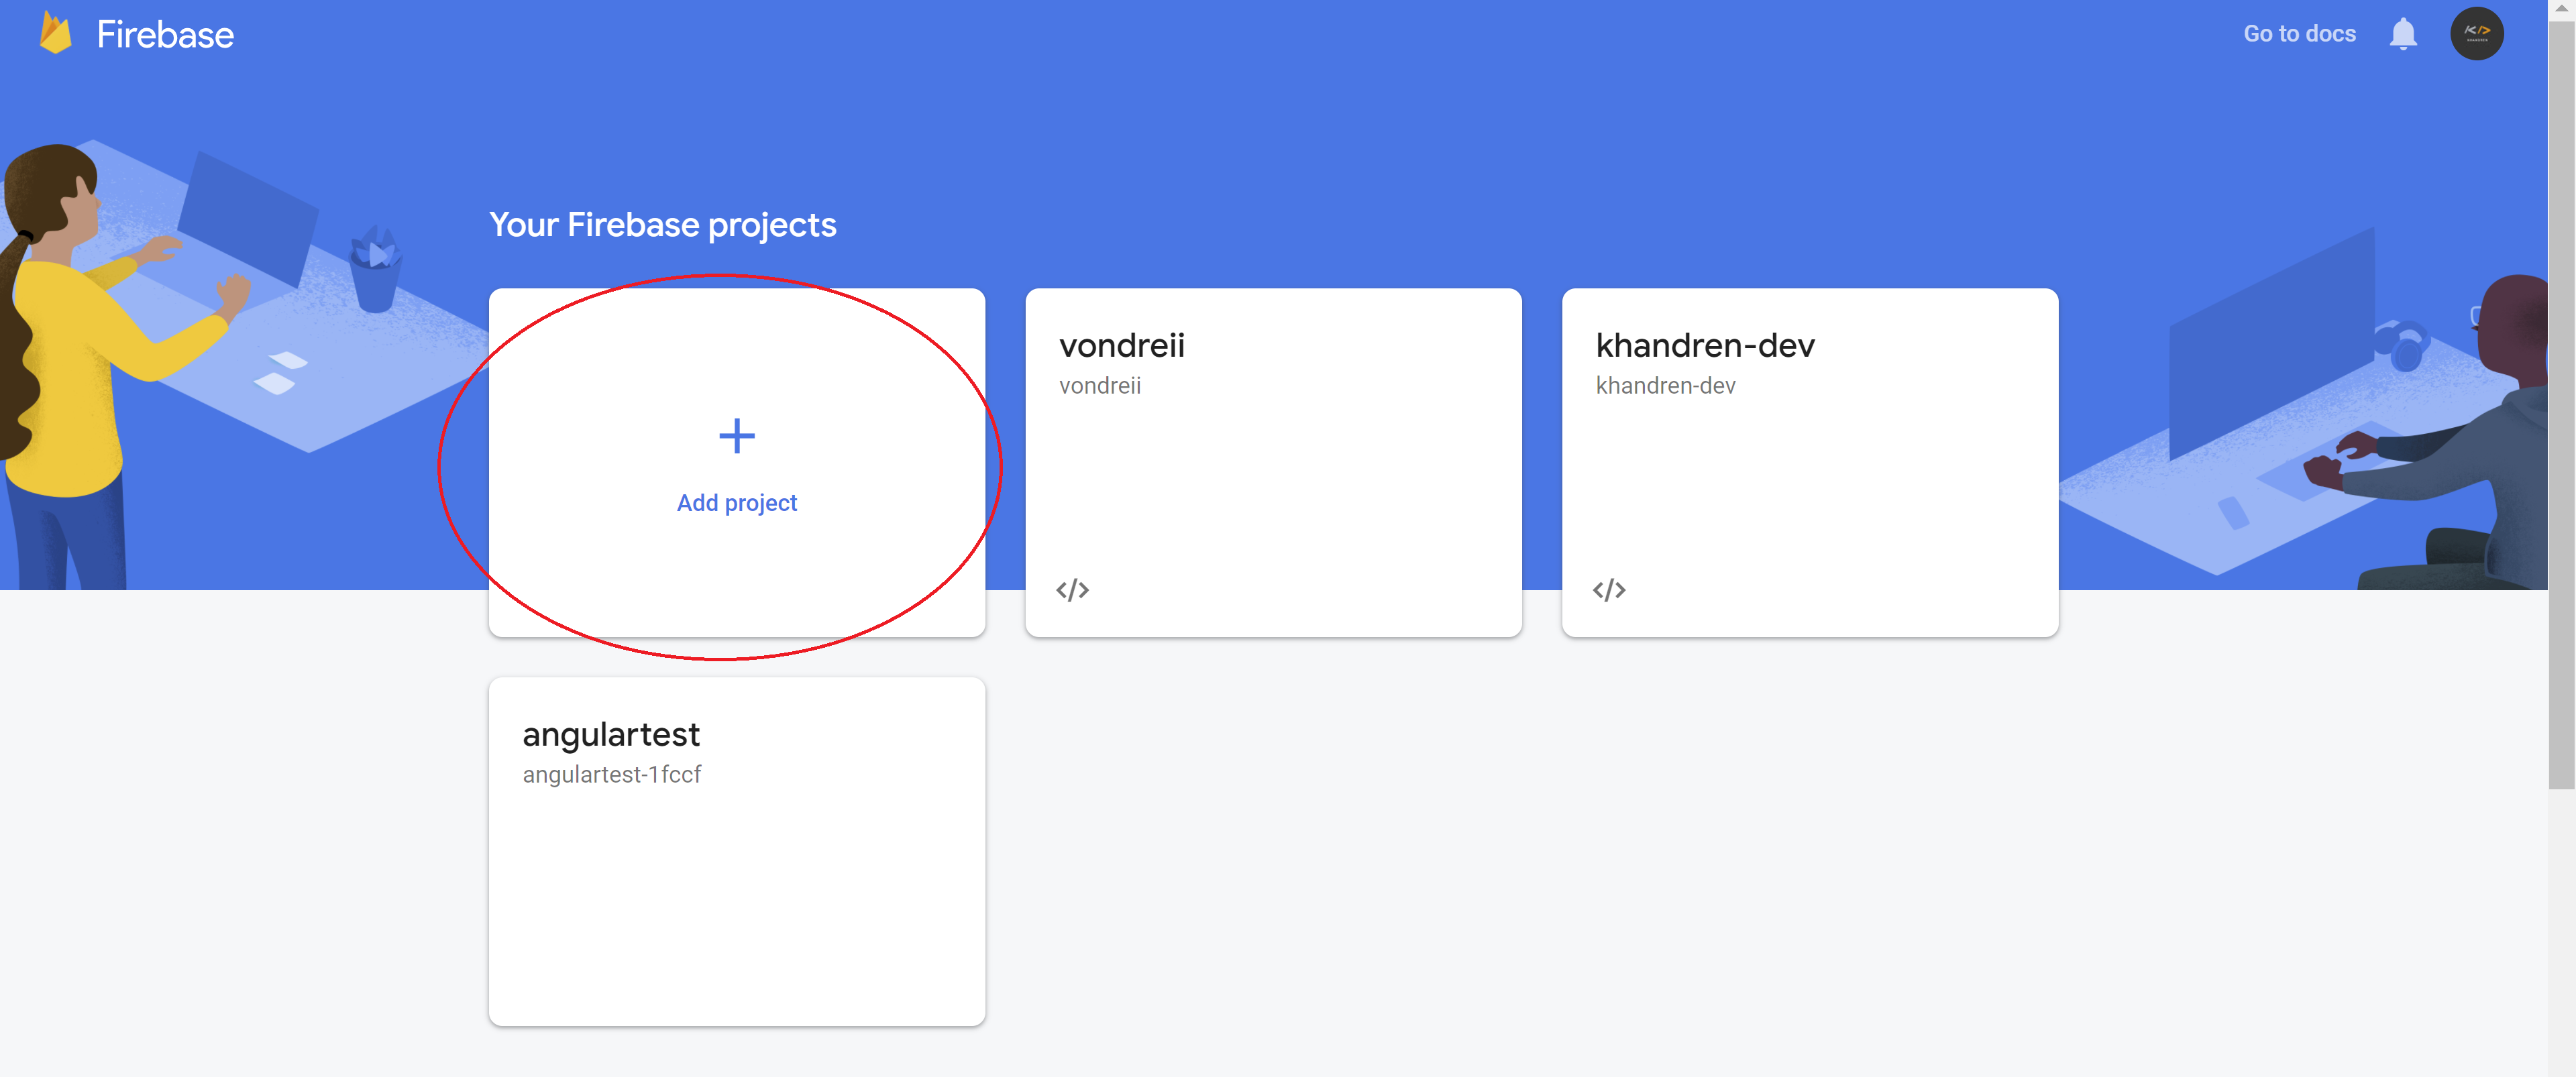 Firebase
Go to docs
Your Firebase projects
Add project
vondreii
vondreii
</>
khandren-dev
khandren-dev
</>
angulartest
angulartest-1fccf